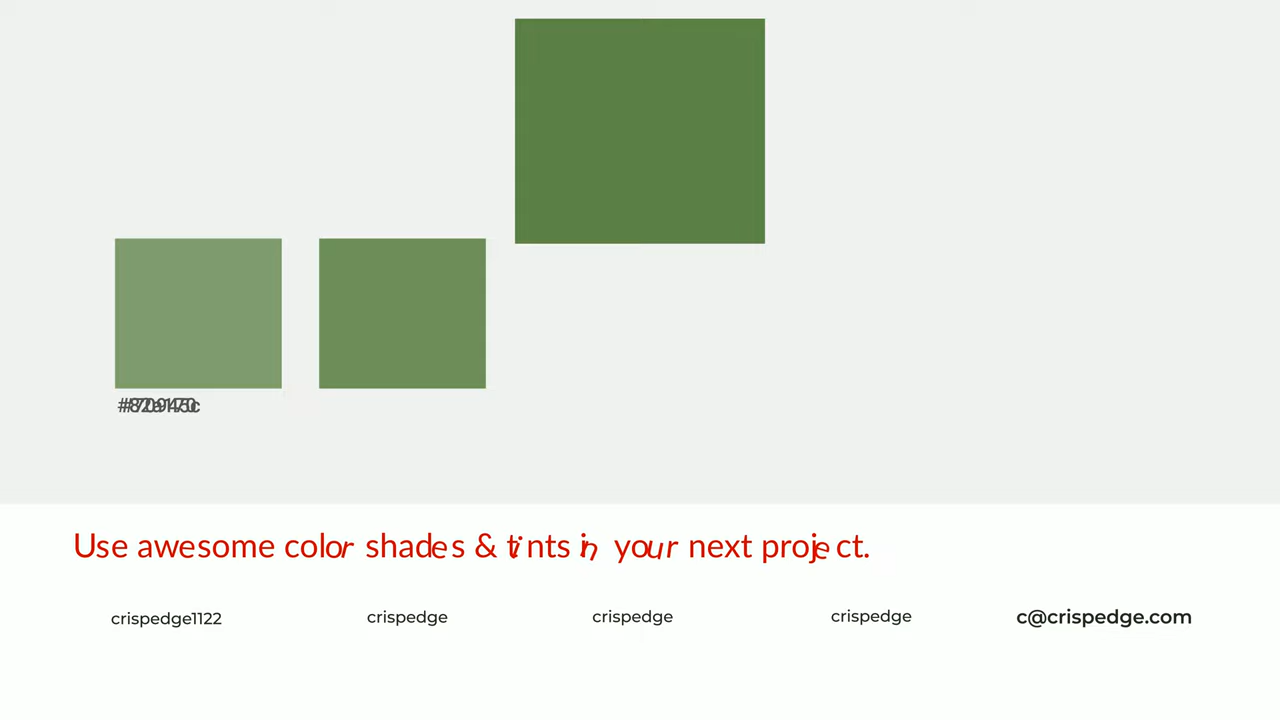 Use awesome color shades & tints in your next project.
crispedge1122 crispedge crispedge crispedge c@crispedge.com